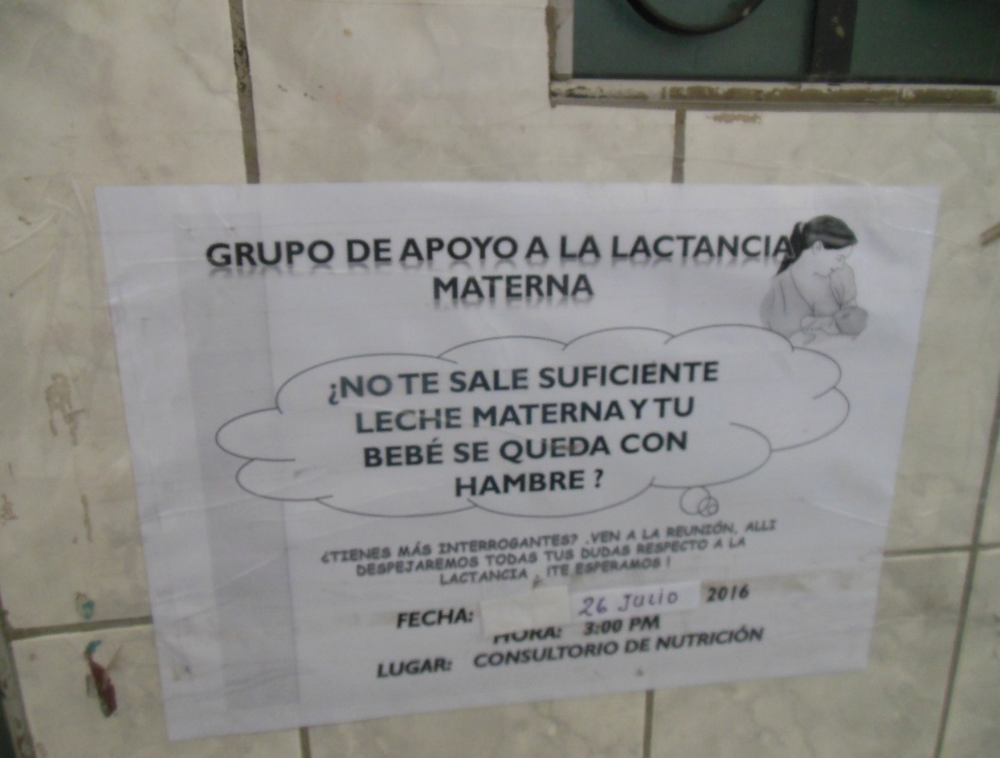 GRUPO DE APOYO A LA LACTANCIA
MATERNA
¿NO TE SALE SUFICIENTE
LECHE MATERNA Y TU
BEBÉ SE QUEDA CON
HAMBRE ?
¿TIENES MÁS INTERROGANTES? .VEN A LA REUNIÓN, ALLI
DESPEJAREMOS TODAS TUS DUDAS RESPECTO A LA
LACTANCIA , ¡TE ESPERAMOS !
FECHA: 26 Julio 2016
HORA: 3:00 PM
LUGAR: CONSULTORIO DE NUTRICIÓN